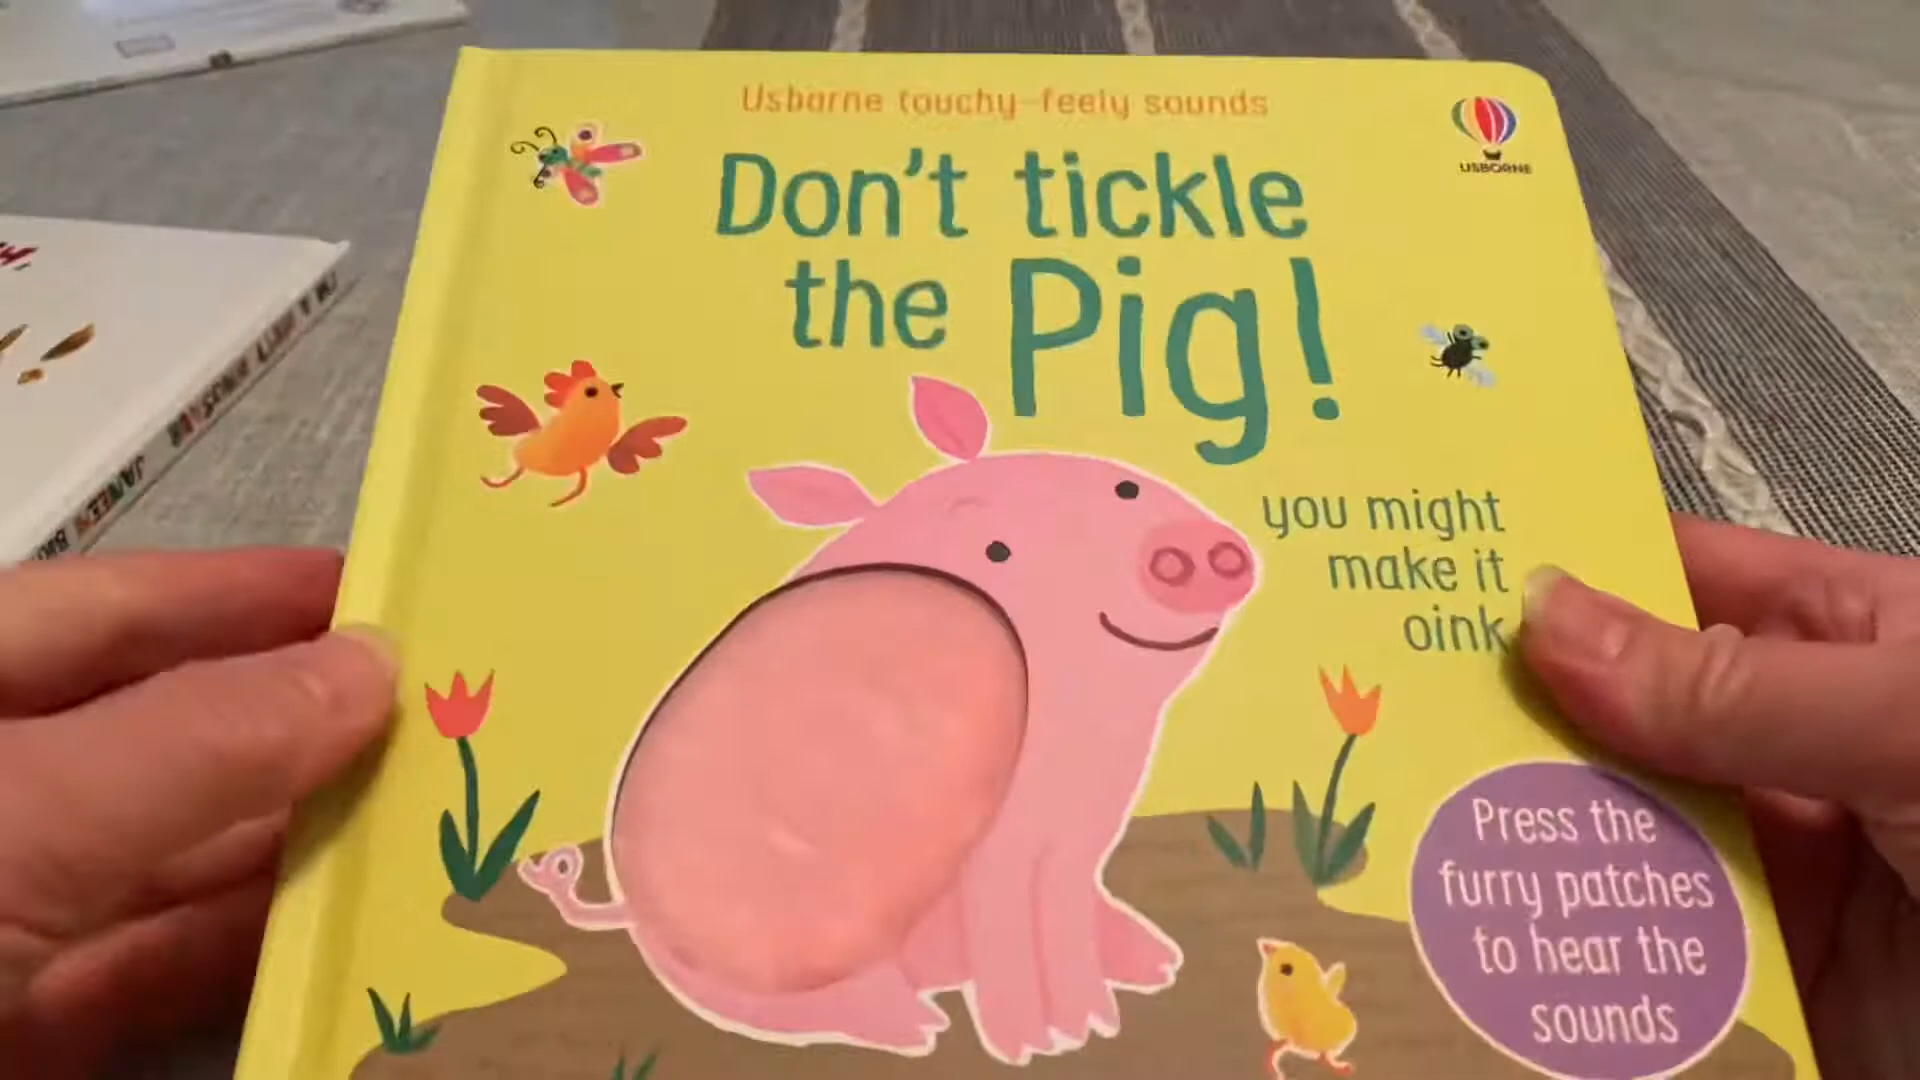 Usborne touchy-feely sounds
USBORNE
Don't tickle
the Pig!
you might
make it
oink
Press the
furry patches
to hear the
sounds